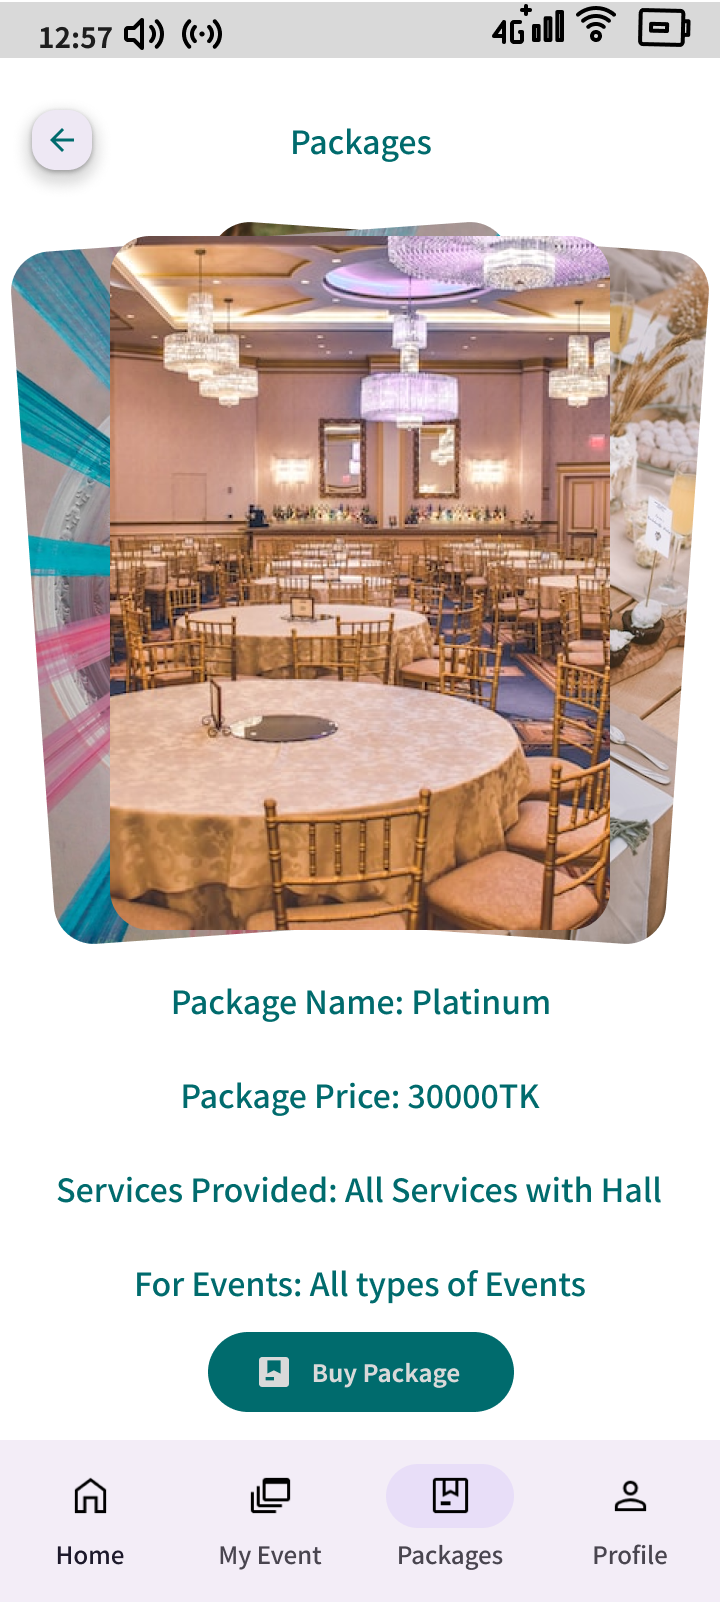 12:57
4G+
Packages
Package Name: Platinum
Package Price: 30000TK
Services Provided: All Services with Hall
For Events: All types of Events
Buy Package
Home
My Event
Packages
Profile